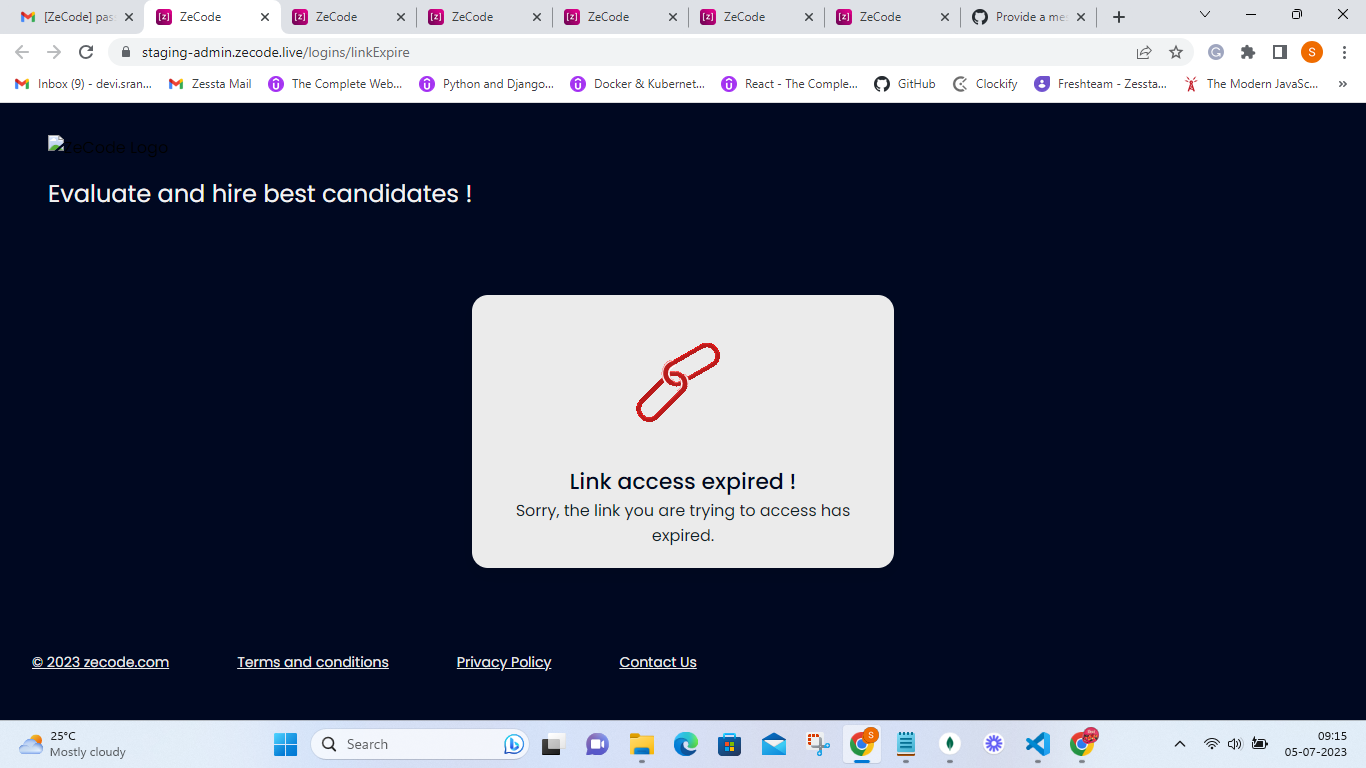 [ZeCode] pas
ZeCode
ZeCode
ZeCode
ZeCode
ZeCode
ZeCode
Provide a me
staging-admin.zecode.live/logins/linkExpire
S
Inbox (9) - devi.sran...
Zessta Mail
The Complete Web...
Python and Django...
Docker & Kubernet...
React - The Comple...
GitHub
Clockify
Freshteam - Zessta...
The Modern JavaSc...
»
ZeCode Logo
Evaluate and hire best candidates !
Link access expired !
Sorry, the link you are trying to access has
expired.
© 2023 zecode.com
Terms and conditions
Privacy Policy
Contact Us
25°C
Mostly cloudy
Search
S
09:15
05-07-2023